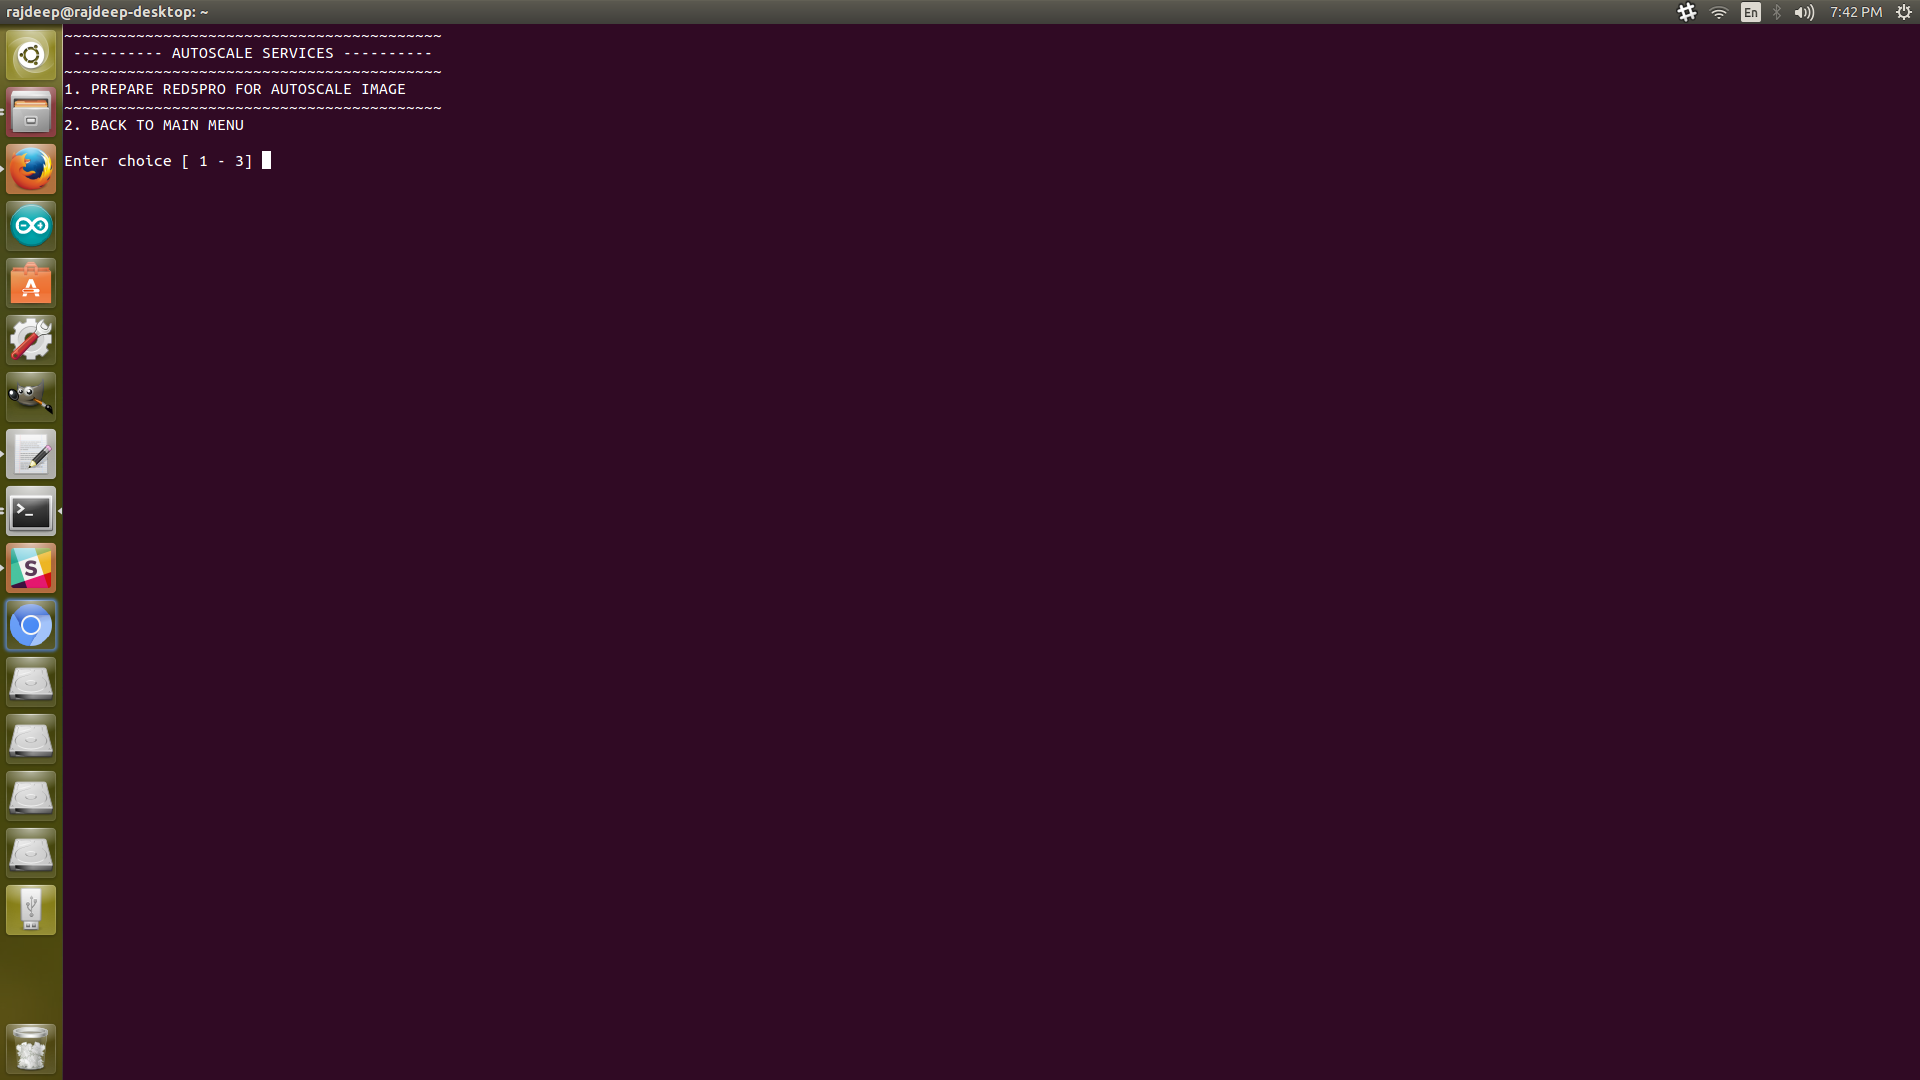 rajdeep@rajdeep-desktop: ~
En
7:42 PM
~~~~~~~~~~~~~~~~~~~~~~~~~~~~~~~~~~~~~~~~~~
---------- AUTOSCALE SERVICES ----------
~~~~~~~~~~~~~~~~~~~~~~~~~~~~~~~~~~~~~~~~~~
1. PREPARE RED5PRO FOR AUTOSCALE IMAGE
~~~~~~~~~~~~~~~~~~~~~~~~~~~~~~~~~~~~~~~~~~
2. BACK TO MAIN MENU
Enter choice [ 1 - 3]